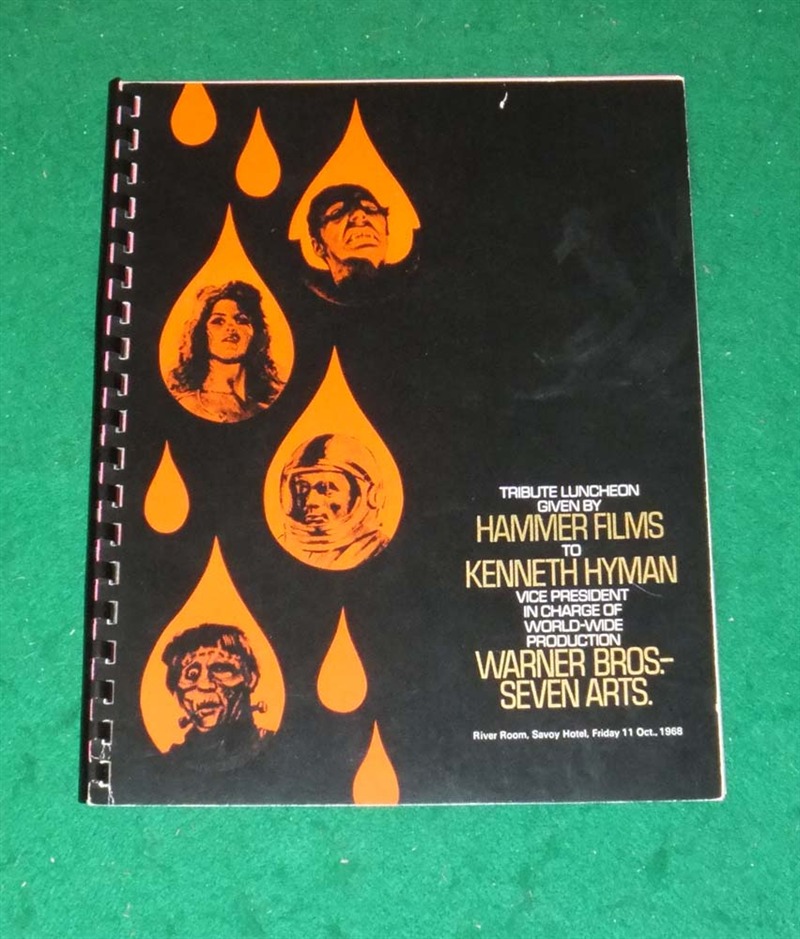 TRIBUTE LUNCHEON
GIVEN BY
HAMMER FILMS
TO
KENNETH HYMAN
VICE PRESIDENT
IN CHARGE OF
WORLD-WIDE
PRODUCTION
WARNER BROS.-
SEVEN ARTS.
River Room, Savoy Hotel, Friday 11 Oct., 1968